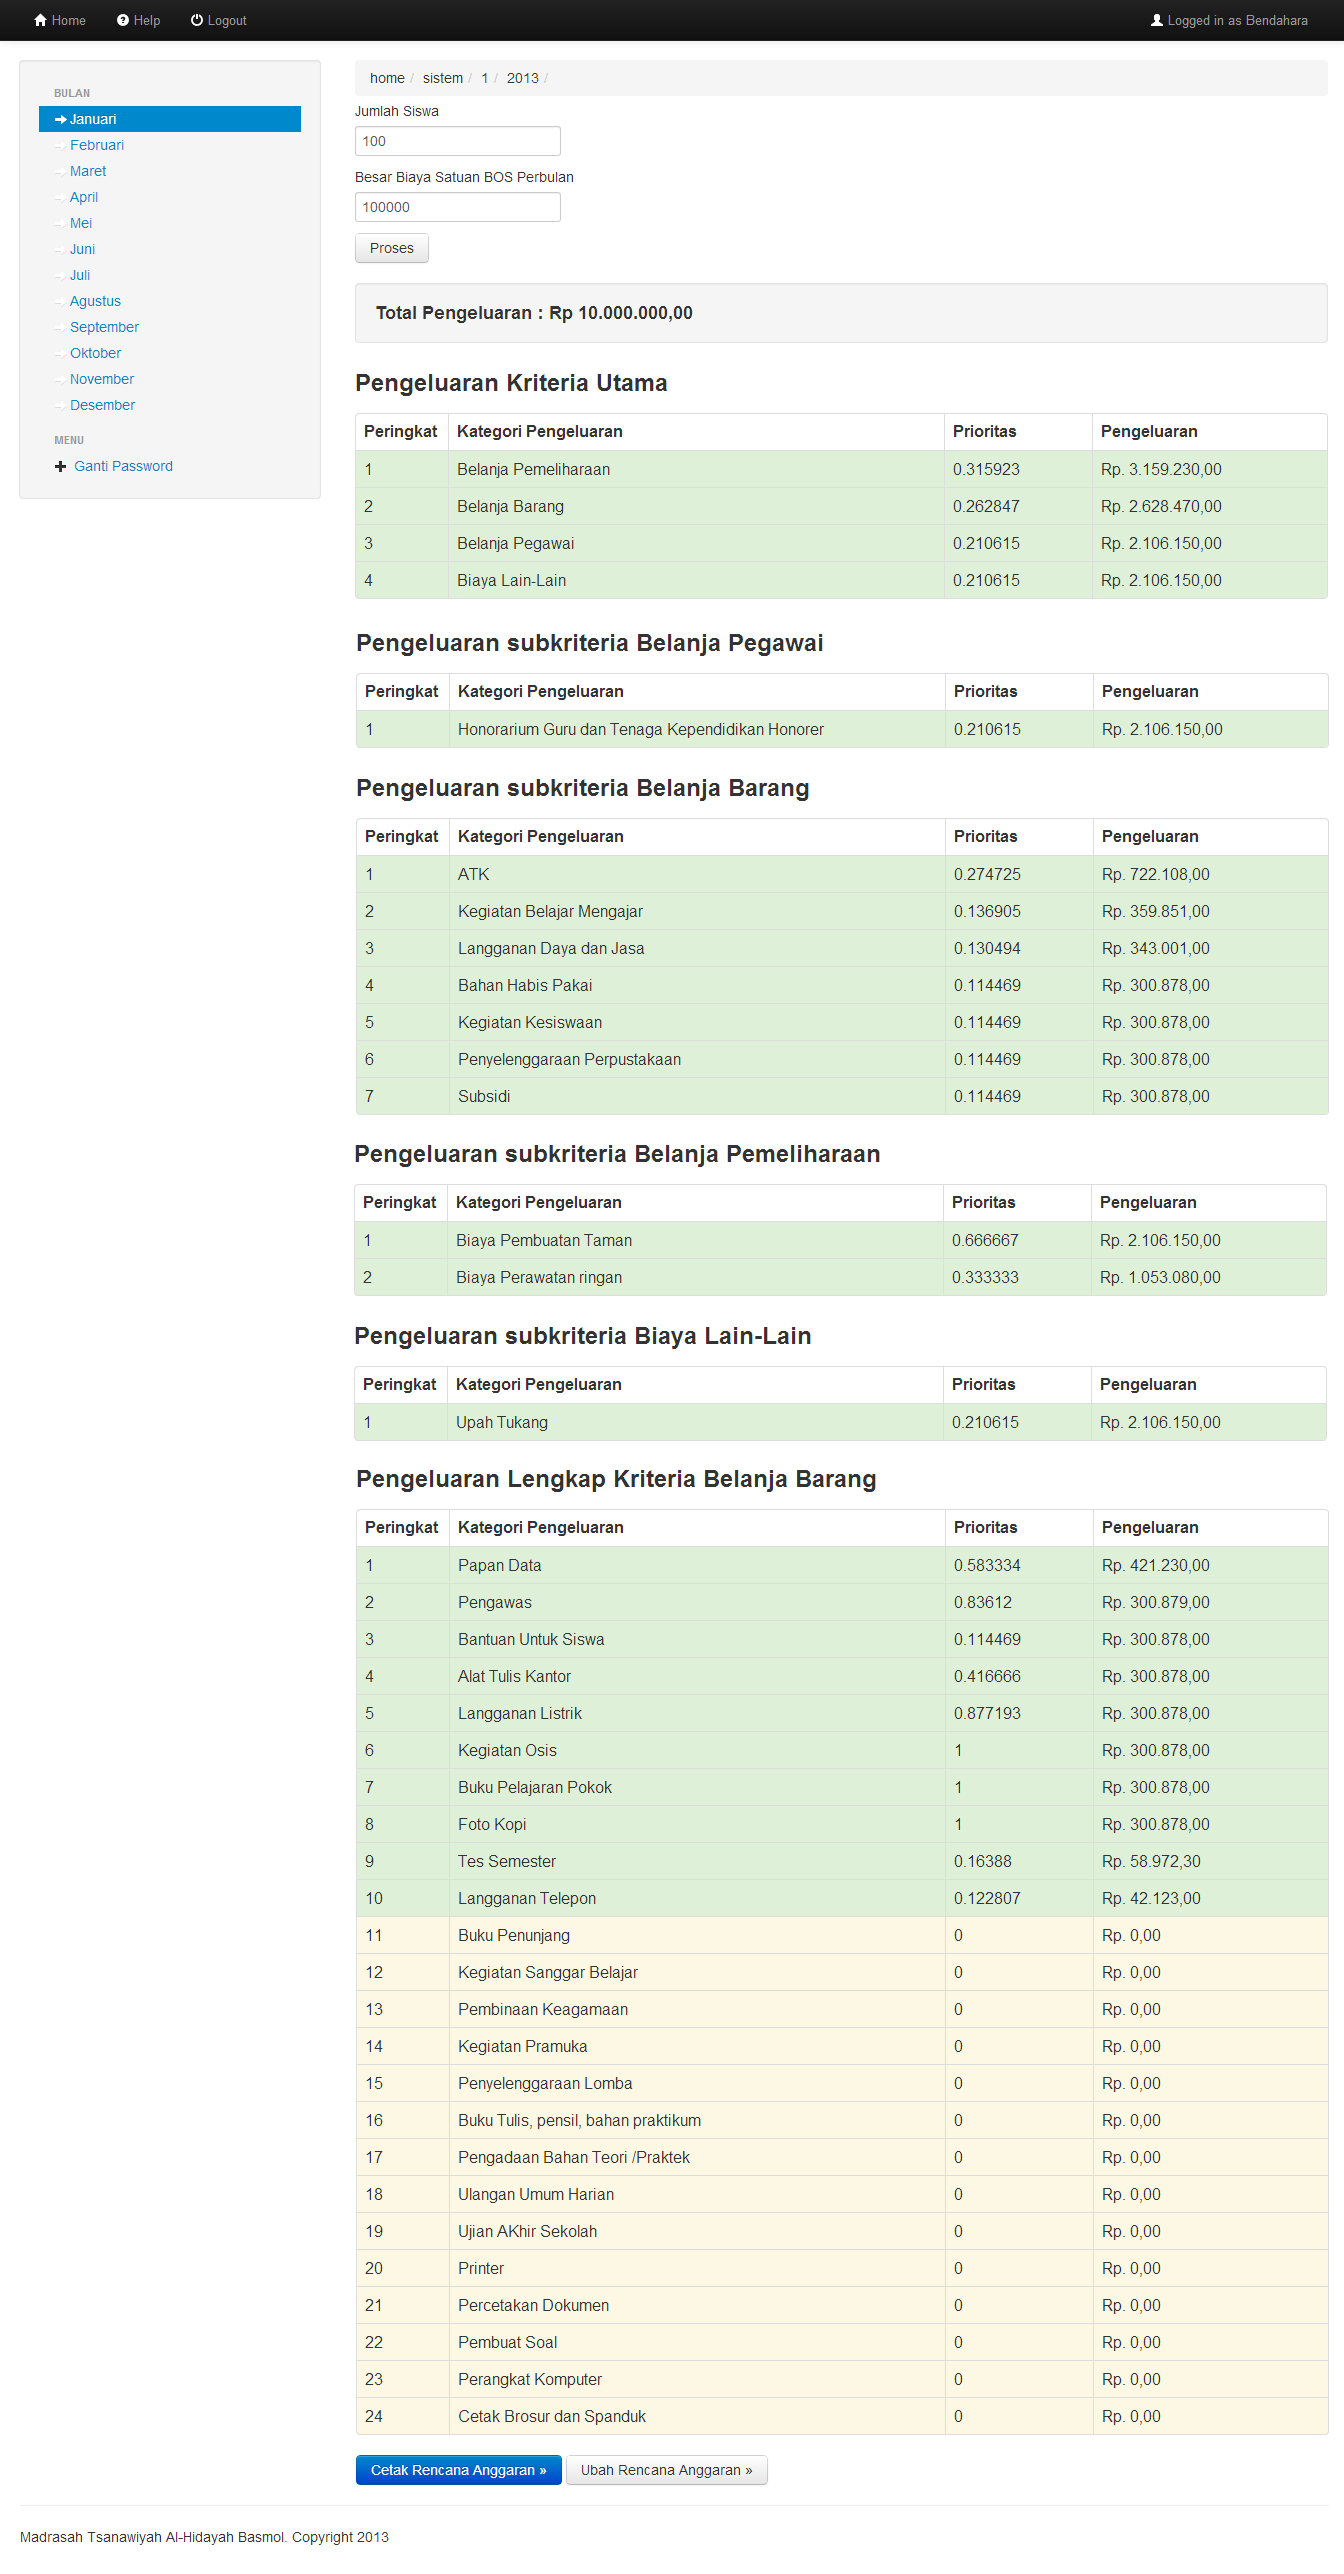 Home Help Logout Logged in as Bendahara
BULAN
Januari
Februari
Maret
April
Mei
Juni
Juli
Agustus
September
Oktober
November
Desember
MENU
Ganti Password
home / sistem / 1 / 2013 /
Jumlah Siswa
100
Besar Biaya Satuan BOS Perbulan
100000
Proses
Total Pengeluaran : Rp 10.000.000,00
Pengeluaran Kriteria Utama
Peringkat Kategori Pengeluaran Prioritas Pengeluaran
1 Belanja Pemeliharaan 0.315923 Rp. 3.159.230,00
2 Belanja Barang 0.262847 Rp. 2.628.470,00
3 Belanja Pegawai 0.210615 Rp. 2.106.150,00
4 Biaya Lain-Lain 0.210615 Rp. 2.106.150,00
Pengeluaran subkriteria Belanja Pegawai
Peringkat Kategori Pengeluaran Prioritas Pengeluaran
1 Honorarium Guru dan Tenaga Kependidikan Honorer 0.210615 Rp. 2.106.150,00
Pengeluaran subkriteria Belanja Barang
Peringkat Kategori Pengeluaran Prioritas Pengeluaran
1 ATK 0.274725 Rp. 722.108,00
2 Kegiatan Belajar Mengajar 0.136905 Rp. 359.851,00
3 Langganan Daya dan Jasa 0.130494 Rp. 343.001,00
4 Bahan Habis Pakai 0.114469 Rp. 300.878,00
5 Kegiatan Kesiswaan 0.114469 Rp. 300.878,00
6 Penyelenggaraan Perpustakaan 0.114469 Rp. 300.878,00
7 Subsidi 0.114469 Rp. 300.878,00
Pengeluaran subkriteria Belanja Pemeliharaan
Peringkat Kategori Pengeluaran Prioritas Pengeluaran
1 Biaya Pembuatan Taman 0.666667 Rp. 2.106.150,00
2 Biaya Perawatan ringan 0.333333 Rp. 1.053.080,00
Pengeluaran subkriteria Biaya Lain-Lain
Peringkat Kategori Pengeluaran Prioritas Pengeluaran
1 Upah Tukang 0.210615 Rp. 2.106.150,00
Pengeluaran Lengkap Kriteria Belanja Barang
Peringkat Kategori Pengeluaran Prioritas Pengeluaran
1 Papan Data 0.583334 Rp. 421.230,00
2 Pengawas 0.83612 Rp. 300.879,00
3 Bantuan Untuk Siswa 0.114469 Rp. 300.878,00
4 Alat Tulis Kantor 0.416666 Rp. 300.878,00
5 Langganan Listrik 0.877193 Rp. 300.878,00
6 Kegiatan Osis 1 Rp. 300.878,00
7 Buku Pelajaran Pokok 1 Rp. 300.878,00
8 Foto Kopi 1 Rp. 300.878,00
9 Tes Semester 0.16388 Rp. 58.972,30
10 Langganan Telepon 0.122807 Rp. 42.123,00
11 Buku Penunjang 0 Rp. 0,00
12 Kegiatan Sanggar Belajar 0 Rp. 0,00
13 Pembinaan Keagamaan 0 Rp. 0,00
14 Kegiatan Pramuka 0 Rp. 0,00
15 Penyelenggaraan Lomba 0 Rp. 0,00
16 Buku Tulis, pensil, bahan praktikum 0 Rp. 0,00
17 Pengadaan Bahan Teori /Praktek 0 Rp. 0,00
18 Ulangan Umum Harian 0 Rp. 0,00
19 Ujian AKhir Sekolah 0 Rp. 0,00
20 Printer 0 Rp. 0,00
21 Percetakan Dokumen 0 Rp. 0,00
22 Pembuat Soal 0 Rp. 0,00
23 Perangkat Komputer 0 Rp. 0,00
24 Cetak Brosur dan Spanduk 0 Rp. 0,00
Cetak Rencana Anggaran » Ubah Rencana Anggaran »
Madrasah Tsanawiyah Al-Hidayah Basmol. Copyright 2013